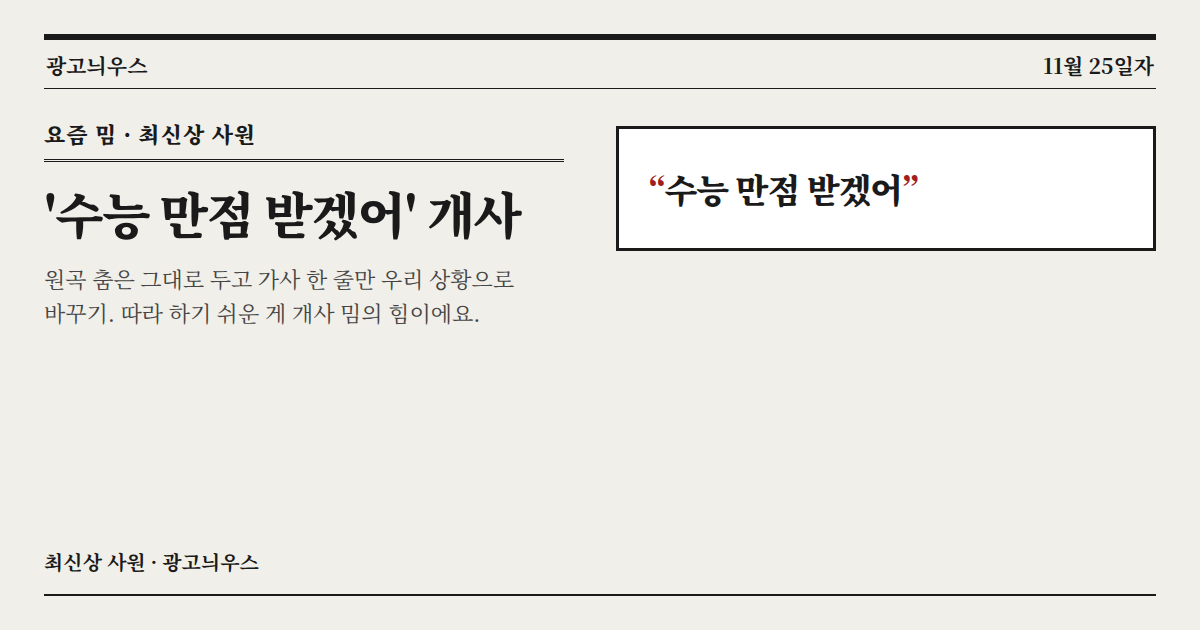 광고늬우스
11월 25일자
요즘 밈 · 최신상 사원
'수능 만점 받겠어' 개사
원곡 춤은 그대로 두고 가사 한 줄만 우리 상황으로
바꾸기. 따라 하기 쉬운 게 개사 밈의 힘이에요.
“수능 만점 받겠어”
최신상 사원 · 광고늬우스